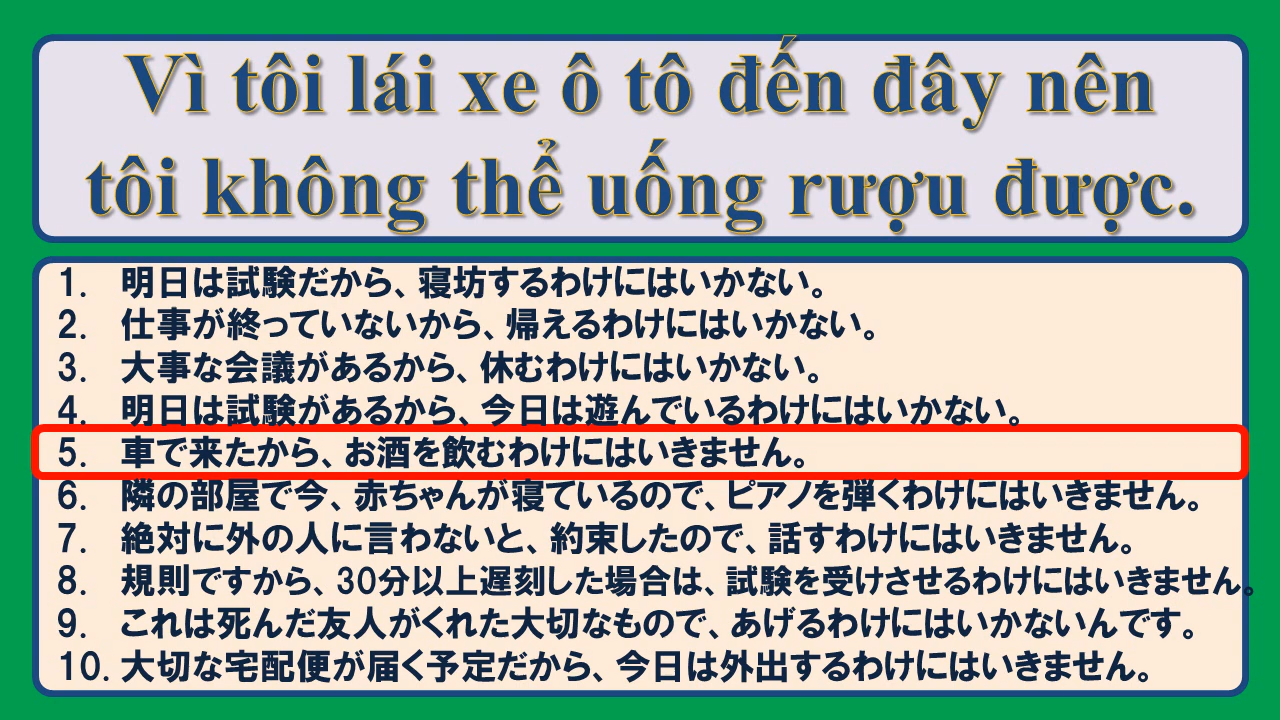 Vì tôi lái xe ô tô đến đây nên
tôi không thể uống rượu được.
1. 明日は試験だから、寝坊するわけにはいかない。
2. 仕事が終っていないから、帰えるわけにはいかない。
3. 大事な会議があるから、休むわけにはいかない。
4. 明日は試験があるから、今日は遊んでいるわけにはいかない。
5. 車で来たから、お酒を飲むわけにはいきません。
6. 隣の部屋で今、赤ちゃんが寝ているので、ピアノを弾くわけにはいきません。
7. 絶対に外の人に言わないと、約束したので、話すわけにはいきません。
8. 規則ですから、30分以上遅刻した場合は、試験を受けさせるわけにはいきません。
9. これは死んだ友人がくれた大切なもので、あげるわけにはいかないんです。
10. 大切な宅配便が届く予定だから、今日は外出するわけにはいきません。